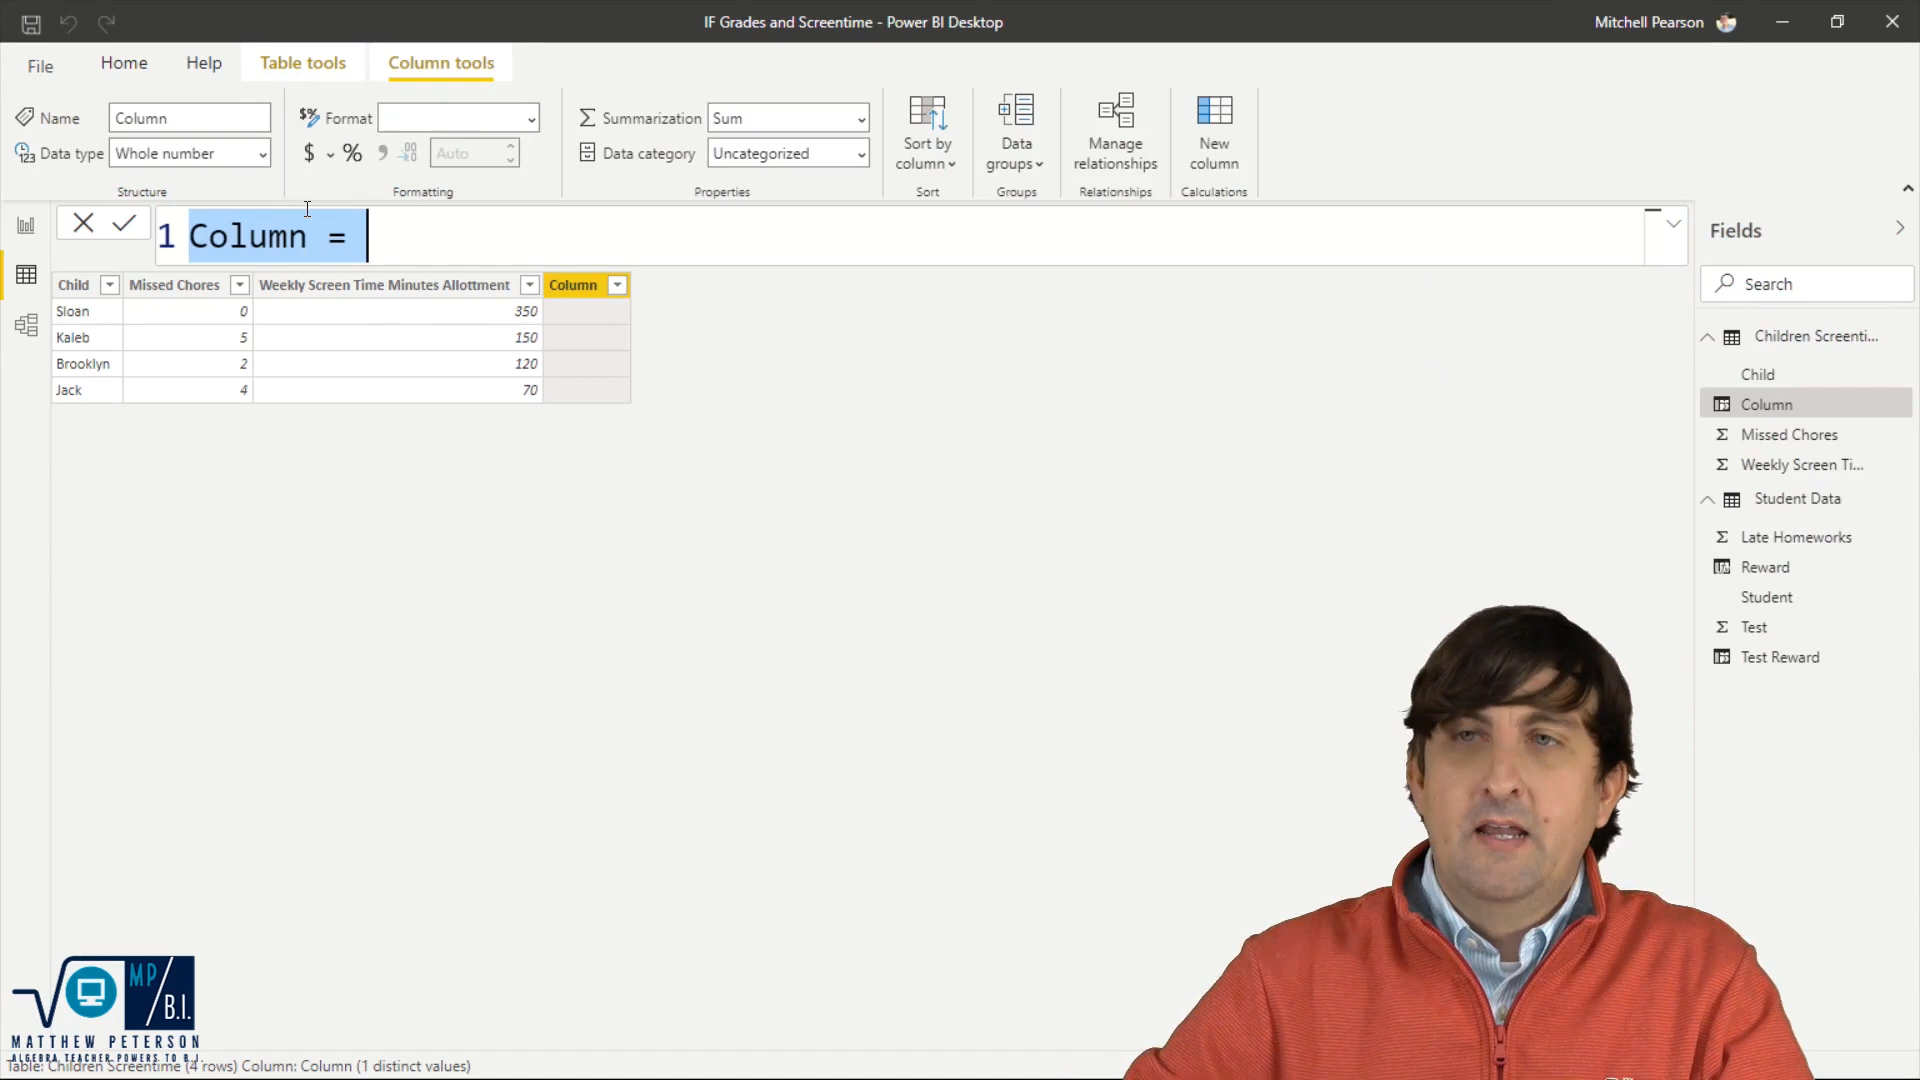 IF Grades and Screentime - Power BI Desktop
Mitchell Pearson
File
Home
Help
Table tools
Column tools
Name
Column
Data type
Whole number
Structure
Format
$
%
Auto
Formatting
Summarization
Sum
Data category
Uncategorized
Properties
Sort by
column
Sort
Data
groups
Groups
Manage
relationships
Relationships
New
column
Calculations
1 Column =
Child
Missed Chores
Weekly Screen Time Minutes Allottment
Column
Sloan 0 350
Kaleb 5 150
Brooklyn 2 120
Jack 4 70
Fields
Search
Children Screenti...
Child
Column
Missed Chores
Weekly Screen Ti...
Student Data
Late Homeworks
Reward
Student
Test
Test Reward
MP
B.I.
MATTHEW PETERSON
ALGEBRA TEACHER POWERS TO B.I.
Table: Children Screentime (4 rows) Column: Column (1 distinct values)